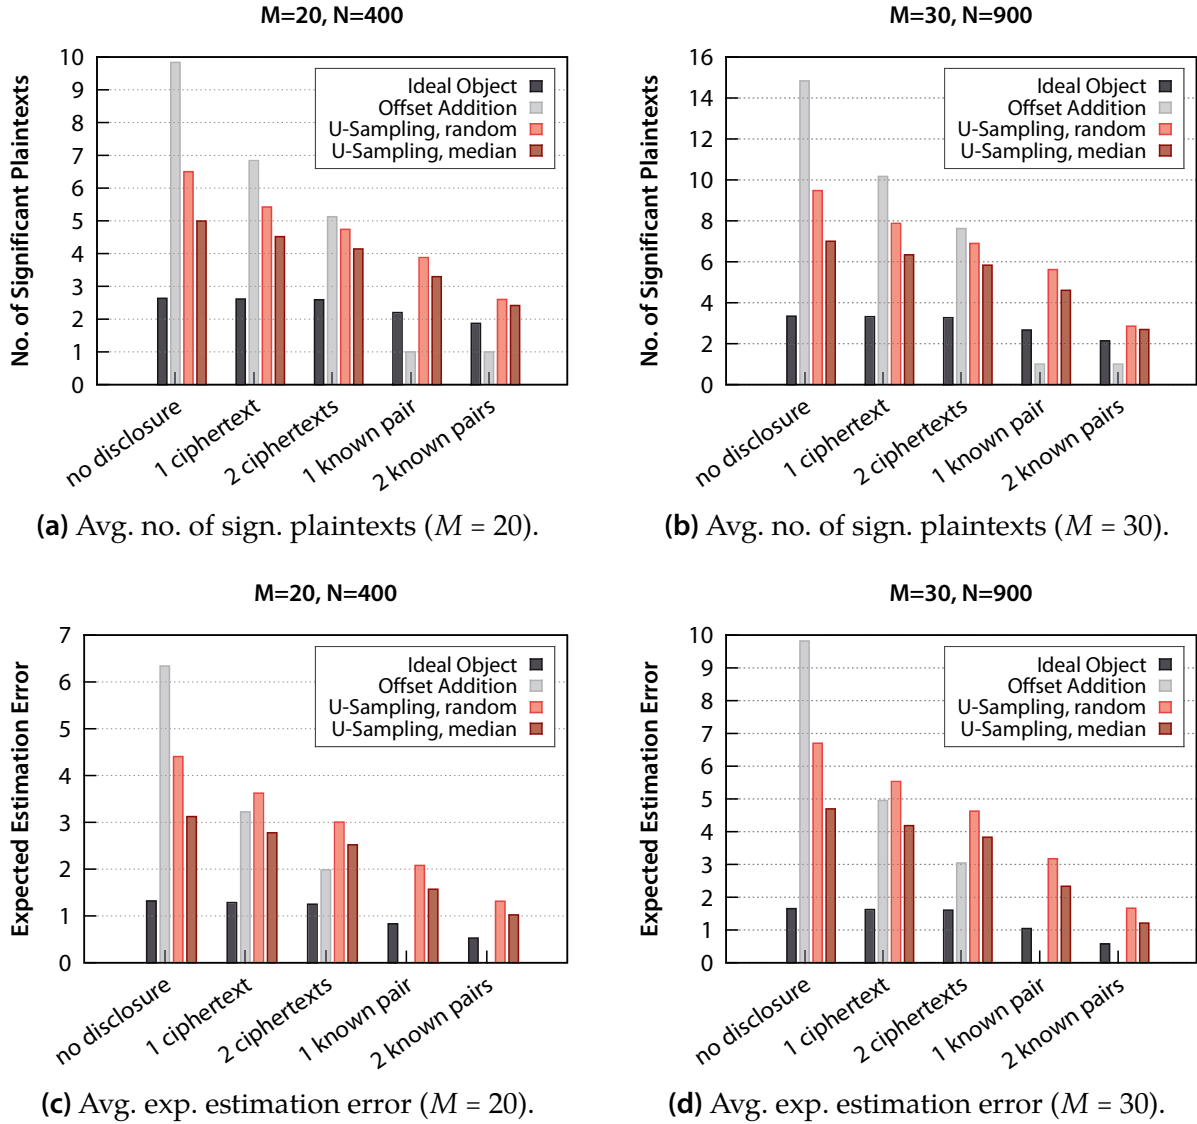 M=20, N=400
No. of Significant Plaintexts
10
9
8
7
6
5
4
3
2
1
0
Ideal Object
Offset Addition
U-Sampling, random
U-Sampling, median
no disclosure
1 ciphertext
2 ciphertexts
1 known pair
2 known pairs
(a) Avg. no. of sign. plaintexts (M = 20).
M=30, N=900
No. of Significant Plaintexts
16
14
12
10
8
6
4
2
0
Ideal Object
Offset Addition
U-Sampling, random
U-Sampling, median
no disclosure
1 ciphertext
2 ciphertexts
1 known pair
2 known pairs
(b) Avg. no. of sign. plaintexts (M = 30).
M=20, N=400
Expected Estimation Error
7
6
5
4
3
2
1
0
Ideal Object
Offset Addition
U-Sampling, random
U-Sampling, median
no disclosure
1 ciphertext
2 ciphertexts
1 known pair
2 known pairs
(c) Avg. exp. estimation error (M = 20).
M=30, N=900
Expected Estimation Error
10
9
8
7
6
5
4
3
2
1
0
Ideal Object
Offset Addition
U-Sampling, random
U-Sampling, median
no disclosure
1 ciphertext
2 ciphertexts
1 known pair
2 known pairs
(d) Avg. exp. estimation error (M = 30).